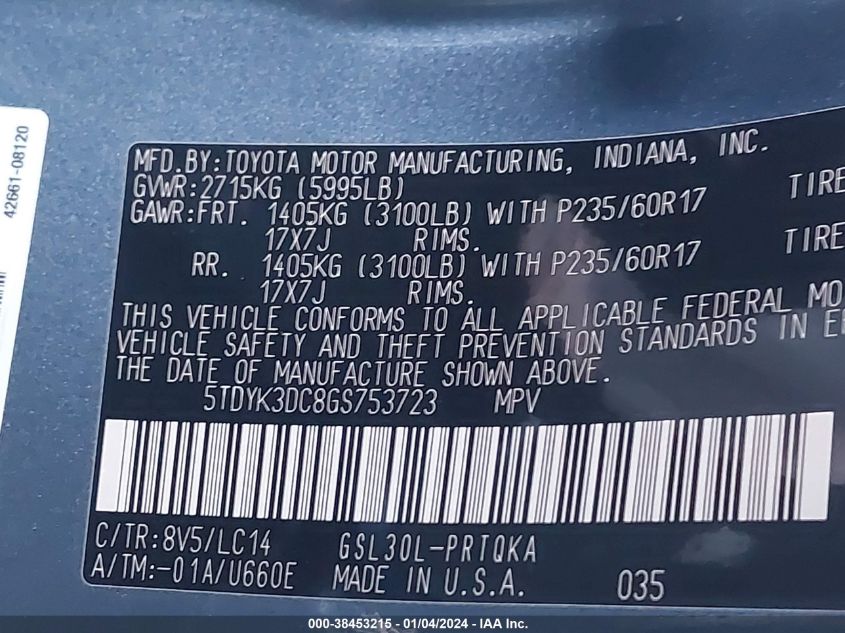 42661-08120
MFD.BY:TOYOTA MOTOR MANUFACTURING, INDIANA, INC.
GVWR:2715KG (5995LB)
GAWR:FRT. 1405KG (3100LB) WITH P235/60R17 TIRE
17X7J RIMS.
RR. 1405KG (3100LB) WITH P235/60R17 TIRE
17X7J RIMS.
THIS VEHICLE CONFORMS TO ALL APPLICABLE FEDERAL MO
VEHICLE SAFETY AND THEFT PREVENTION STANDARDS IN E
THE DATE OF MANUFACTURE SHOWN ABOVE.
5TDYK3DC8GS753723 MPV
C/TR:8V5/LC14 GSL30L-PRTQKA
A/TM:-01A/U660E MADE IN U.S.A. 035
000-38453215 - 01/04/2024 - IAA Inc.